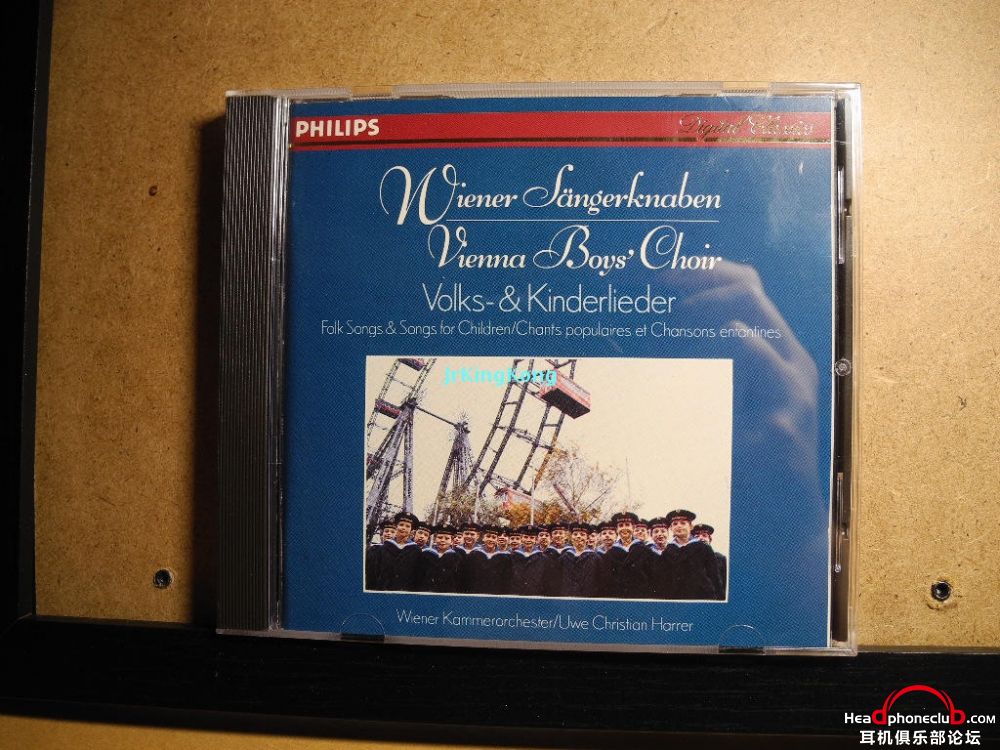 PHILIPS
Digital Classics
Wiener Sängerknaben
Vienna Boys' Choir
Volks- & Kinderlieder
Folk Songs & Songs for Children/Chants populaires et Chansons enfantines
JrKingKong
Wiener Kammerorchester/Uwe Christian Harrer
Headphoneclub.com
耳机俱乐部论坛